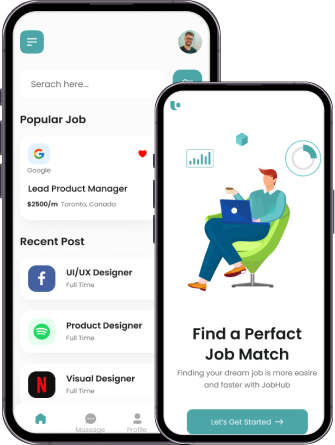 Serach here...
Popular Job
Google
Lead Product Manager
$2500/m Toronto, Canada
Recent Post
UI/UX Designer
Full Time
Product Designer
Full Time
Visual Designer
Full Time
Massage
Profile
Find a Perfact
Job Match
Finding your dream job is more easire
and faster with JobHub
Let's Get Started →